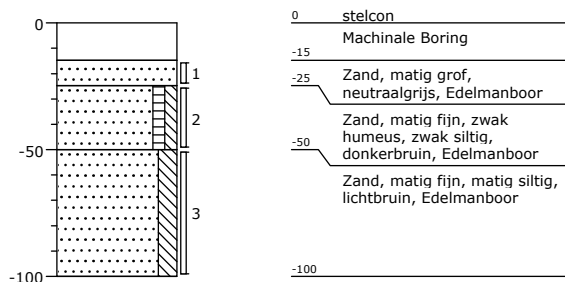 0
1
2
-50
3
-100
0 stelcon
Machinale Boring
-15
Zand, matig grof,
-25
neutraalgrijs, Edelmanboor
Zand, matig fijn, zwak
humeus, zwak siltig,
-50
donkerbruin, Edelmanboor
Zand, matig fijn, matig siltig,
lichtbruin, Edelmanboor
-100